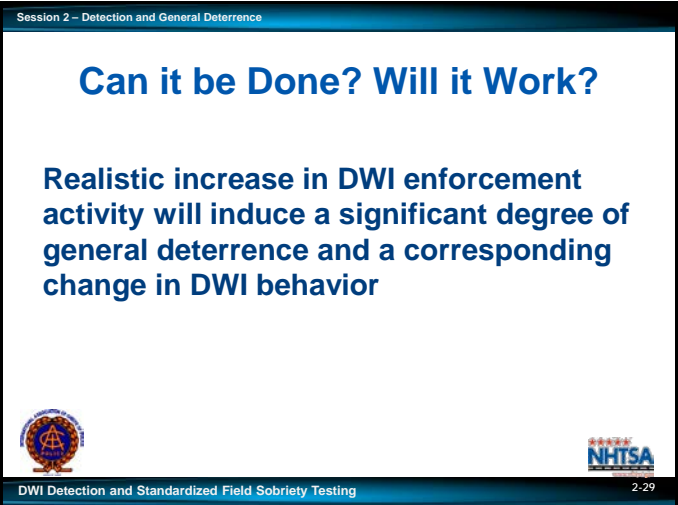 Session 2 – Detection and General Deterrence
Can it be Done? Will it Work?
Realistic increase in DWI enforcement
activity will induce a significant degree of
general deterrence and a corresponding
change in DWI behavior
NHTSA
DWI Detection and Standardized Field Sobriety Testing
2-29